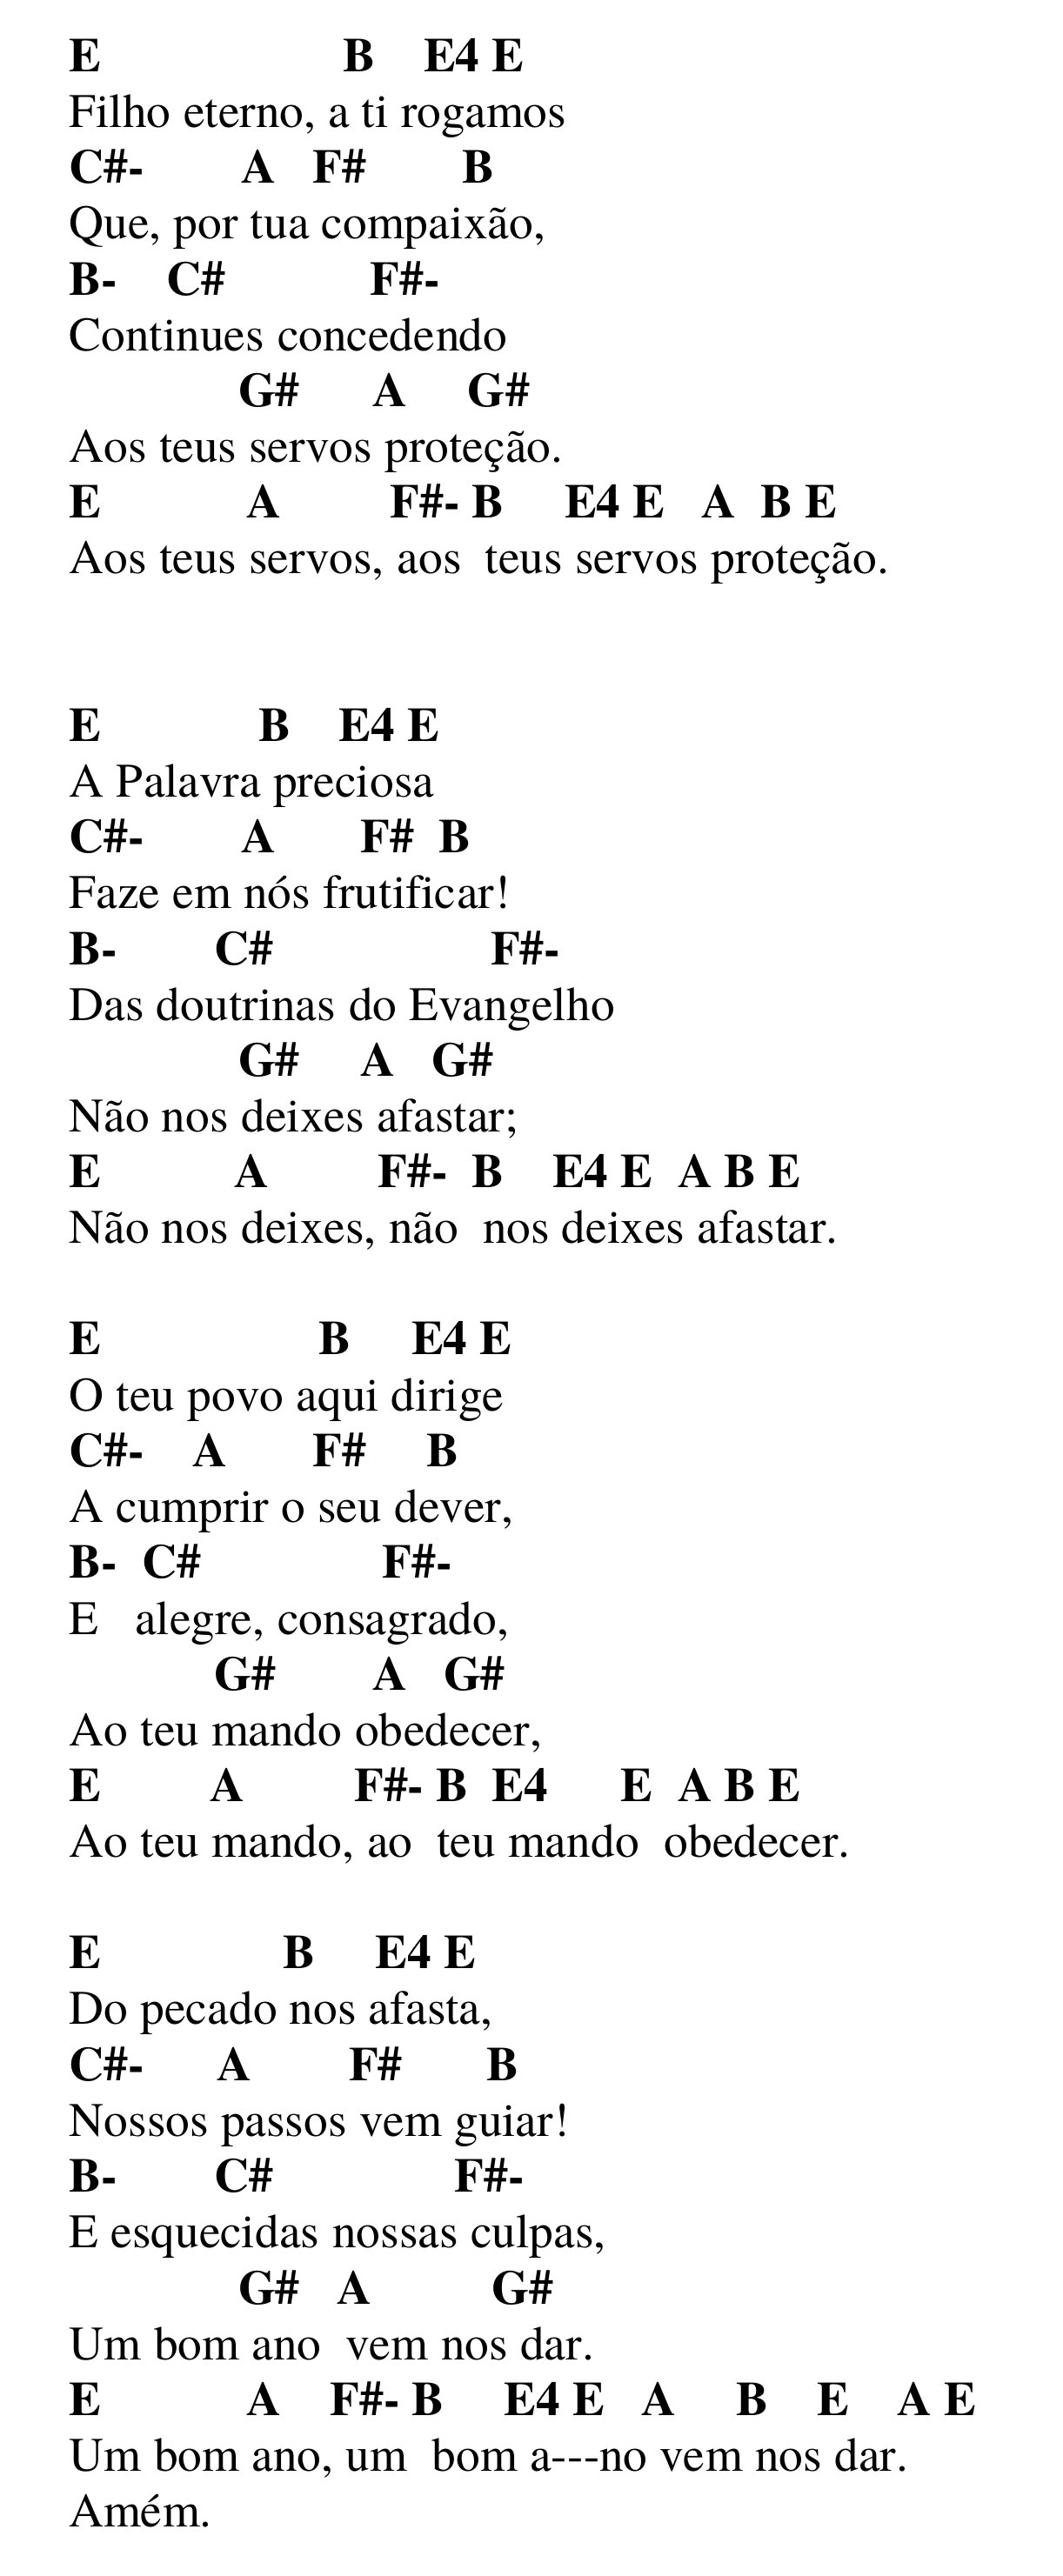 E                    B    E4 E
Filho eterno, a ti rogamos
C#-        A   F#        B
Que, por tua compaixão,
B-    C#            F#-
Continues concedendo
              G#      A     G#
Aos teus servos proteção.
E            A         F#- B     E4 E   A  B E
Aos teus servos, aos  teus servos proteção.

E             B    E4 E
A Palavra preciosa
C#-        A       F#  B
Faze em nós frutificar!
B-        C#                  F#-
Das doutrinas do Evangelho
              G#     A   G#
Não nos deixes afastar;
E           A         F#-  B    E4 E  A B E
Não nos deixes, não  nos deixes afastar.

E                  B     E4 E
O teu povo aqui dirige
C#-    A       F#     B
A cumprir o seu dever,
B-  C#               F#-
E   alegre, consagrado,
            G#        A   G#
Ao teu mando obedecer,
E         A         F#- B  E4      E  A B E
Ao teu mando, ao  teu mando  obedecer.

E               B     E4 E
Do pecado nos afasta,
C#-      A        F#       B
Nossos passos vem guiar!
B-        C#               F#-
E esquecidas nossas culpas,
              G#   A          G#
Um bom ano  vem nos dar.
E            A    F#- B     E4 E   A     B    E    A E
Um bom ano, um  bom a---no vem nos dar.
Amém.